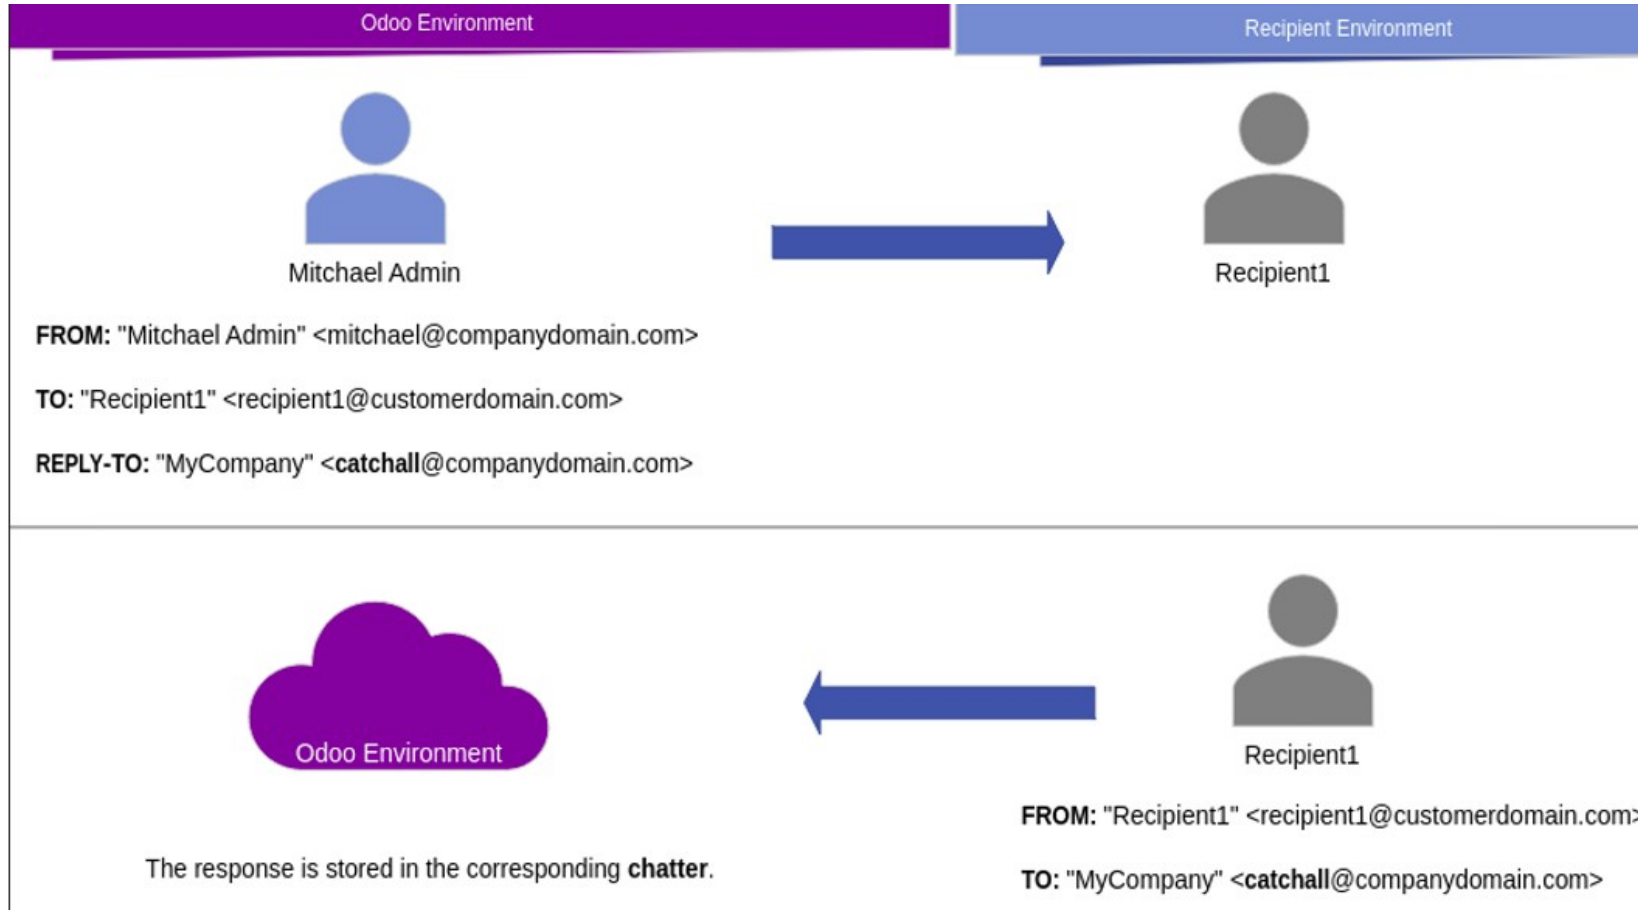 Odoo Environment
Recipient Environment
Mitchael Admin
Recipient1
FROM: "Mitchael Admin" <mitchael@companydomain.com>
TO: "Recipient1" <recipient1@customerdomain.com>
REPLY-TO: "MyCompany" <catchall@companydomain.com>
Odoo Environment
Recipient1
The response is stored in the corresponding chatter.
FROM: "Recipient1" <recipient1@customerdomain.com>
TO: "MyCompany" <catchall@companydomain.com>